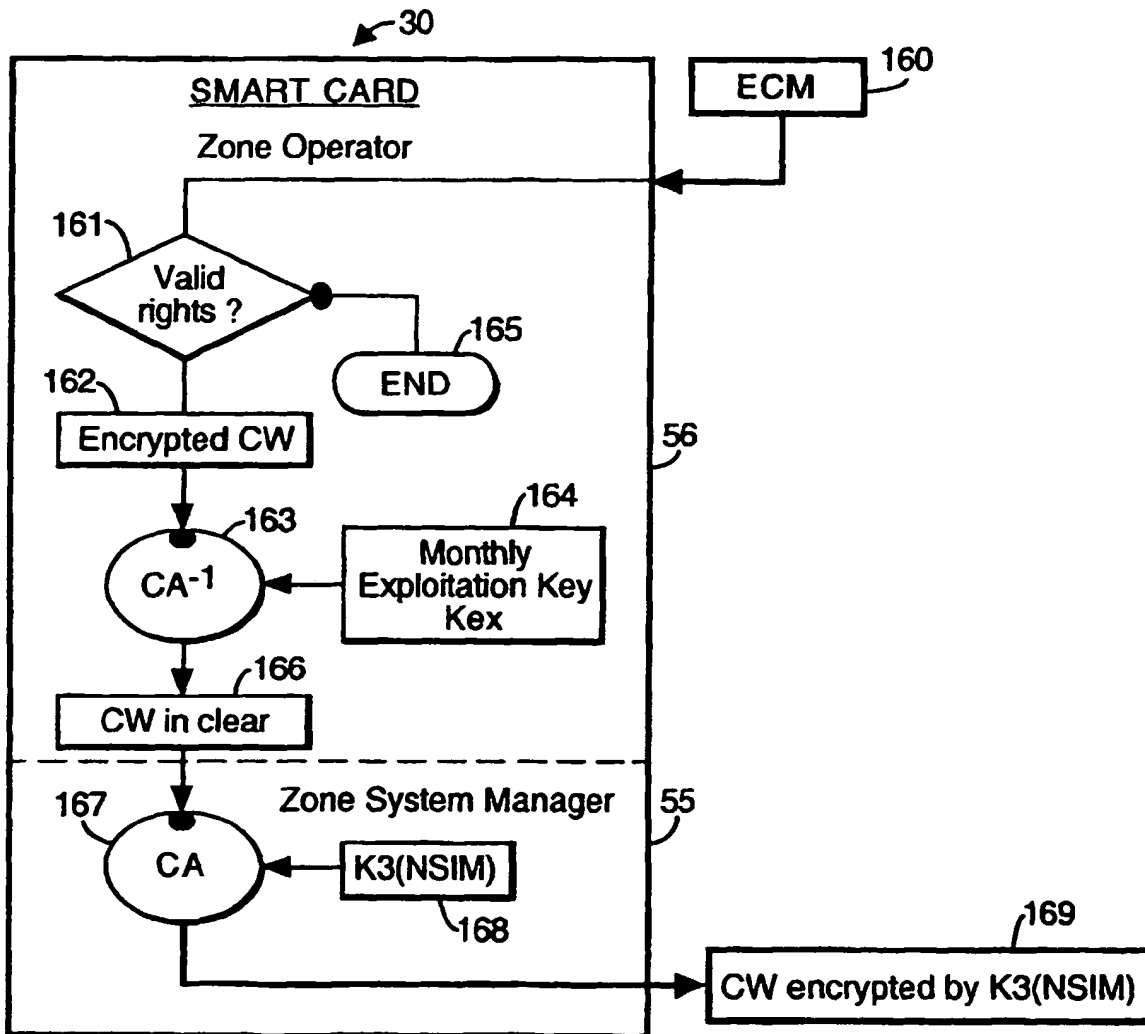 30
SMART CARD
ECM
160
Zone Operator
161
Valid
rights ?
165
END
162
Encrypted CW
56
163
CA-1
164
Monthly
Exploitation Key
Kex
166
CW in clear
Zone System Manager
55
167
CA
K3(NSIM)
168
169
CW encrypted by K3(NSIM)